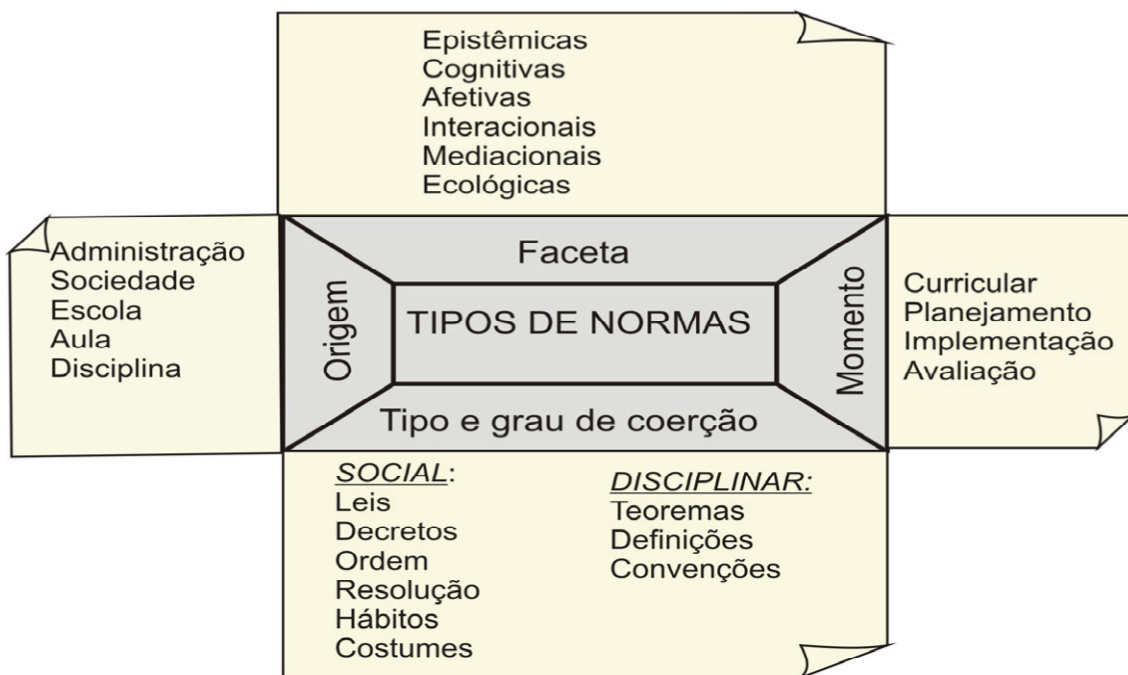 Epistêmicas
Cognitivas
Afetivas
Interacionais
Mediacionais
Ecológicas
Administração
Sociedade
Escola
Aula
Disciplina
Origem
Faceta
TIPOS DE NORMAS
Tipo e grau de coerção
Momento
Curricular
Planejamento
Implementação
Avaliação
SOCIAL:
Leis
Decretos
Ordem
Resolução
Hábitos
Costumes
DISCIPLINAR:
Teoremas
Definições
Convenções